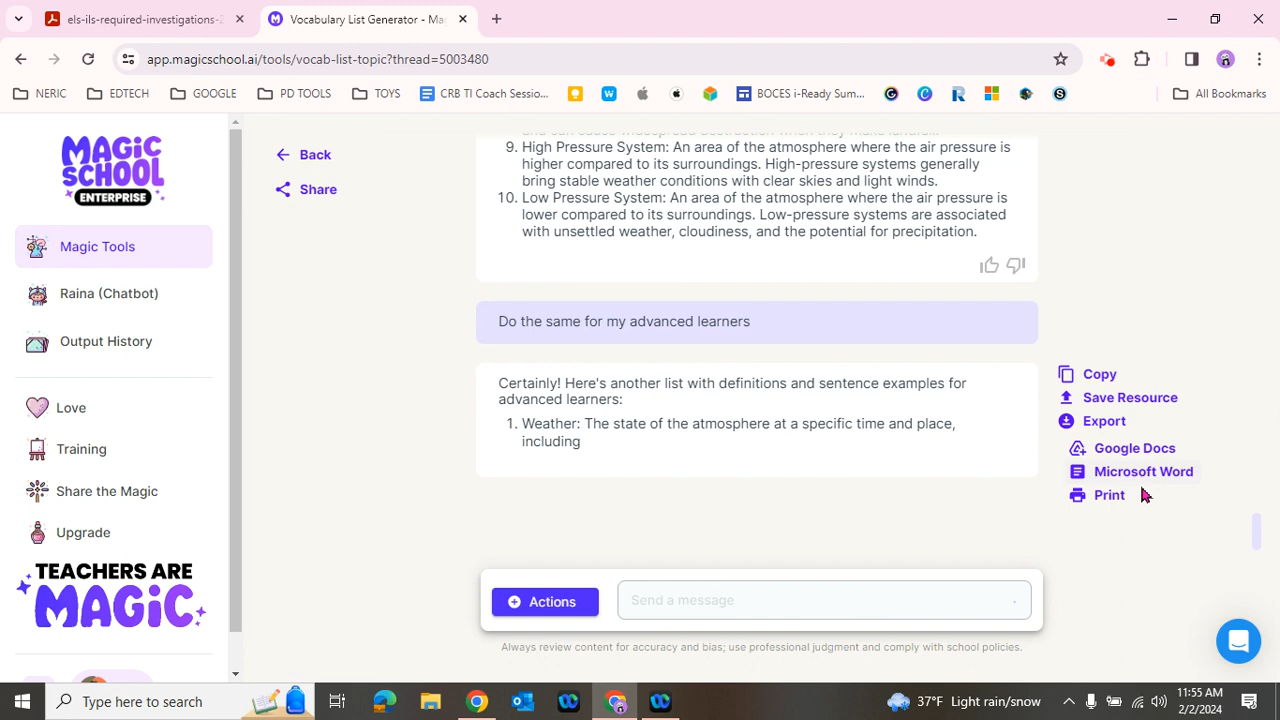 els-ils-required-investigations-
Vocabulary List Generator - Ma
app.magicschool.ai/tools/vocab-list-topic?thread=5003480
NERIC
EDTECH
GOOGLE
PD TOOLS
TOYS
CRB TI Coach Sessio...
BOCES i-Ready Sum...
All Bookmarks
MAGIC
SCHOOL
ENTERPRISE
Magic Tools
Raina (Chatbot)
Output History
Love
Training
Share the Magic
Upgrade
TEACHERS ARE
MAGIC
Back
Share
and can cause widespread destruction when they make landfall.
9. High Pressure System: An area of the atmosphere where the air pressure is
higher compared to its surroundings. High-pressure systems generally
bring stable weather conditions with clear skies and light winds.
10. Low Pressure System: An area of the atmosphere where the air pressure is
lower compared to its surroundings. Low-pressure systems are associated
with unsettled weather, cloudiness, and the potential for precipitation.
Do the same for my advanced learners
Certainly! Here's another list with definitions and sentence examples for
advanced learners:
1. Weather: The state of the atmosphere at a specific time and place,
including
Copy
Save Resource
Export
Google Docs
Microsoft Word
Print
Actions
Send a message
Always review content for accuracy and bias; use professional judgment and comply with school policies.
Type here to search
37°F Light rain/snow
11:55 AM
2/2/2024